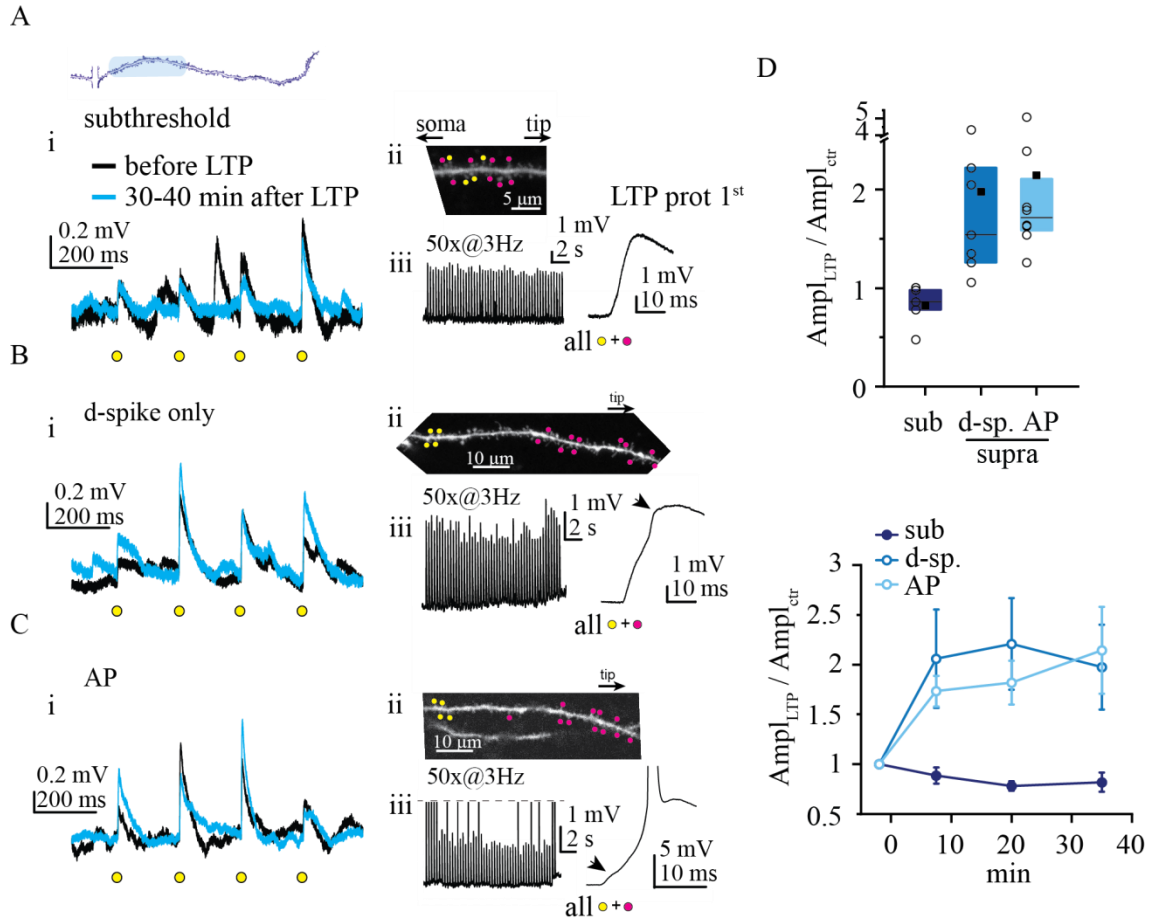 A
i
subthreshold
before LTP
30-40 min after LTP
0.2 mV
200 ms
ii
soma
tip
5 μm
LTP prot 1st
iii
50x@3Hz
1 mV
2 s
1 mV
10 ms
all + 
B
i
d-spike only
0.2 mV
200 ms
ii
tip
10 μm
iii
50x@3Hz
1 mV
2 s
1 mV
10 ms
all + 
C
i
AP
0.2 mV
200 ms
ii
tip
10 μm
iii
50x@3Hz
1 mV
2 s
5 mV
10 ms
all + 
D
AmplLTP / Amplctr
5
4
2
1
0
sub
d-sp. AP
supra
sub
d-sp.
AP
AmplLTP / Amplctr
3
2.5
2
1.5
1
0.5
0 10 20 30 40
min